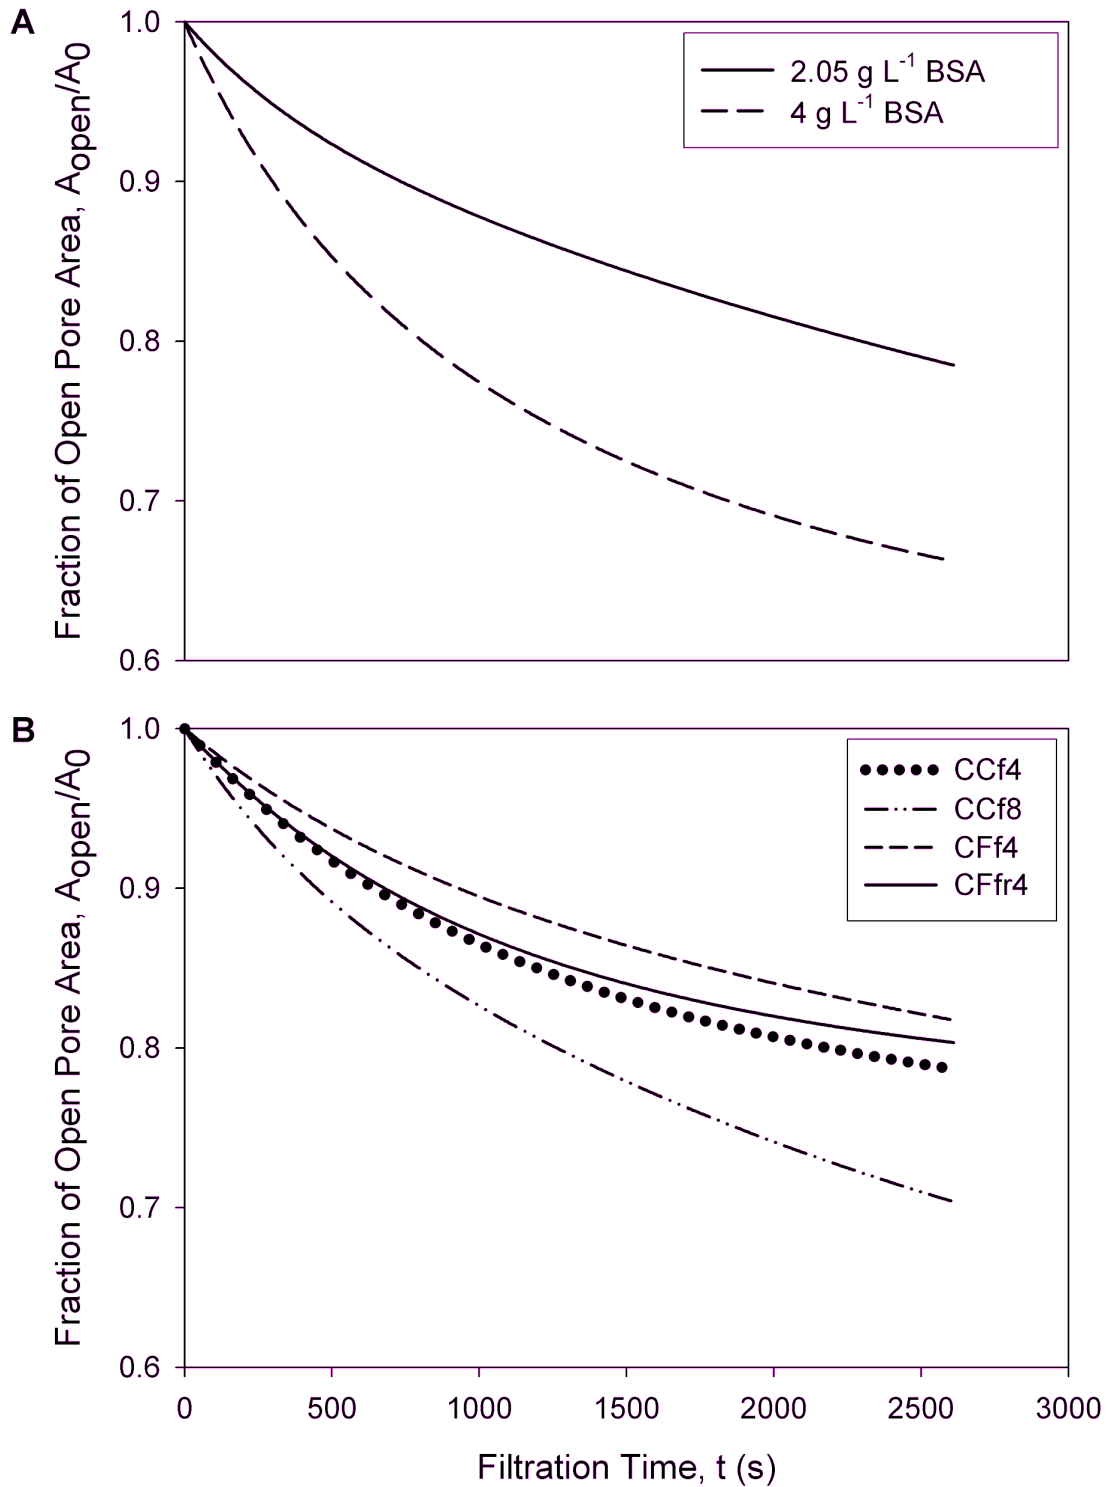 A
1.0
0.9
0.8
0.7
0.6
Fraction of Open Pore Area, Aopen/A0
2.05 g L-1 BSA
4 g L-1 BSA
B
1.0
0.9
0.8
0.7
0.6
Fraction of Open Pore Area, Aopen/A0
CCf4
CCf8
CFf4
CFfr4
0 500 1000 1500 2000 2500 3000
Filtration Time, t (s)